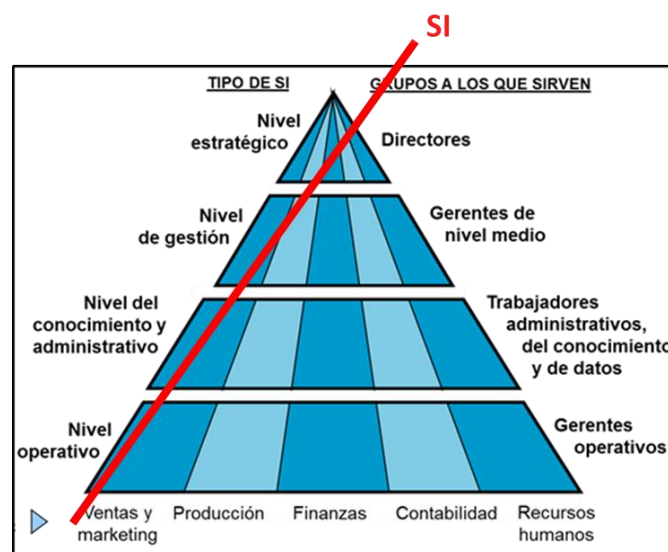 SI
TIPO DE SI
GRUPOS A LOS QUE SIRVEN
Nivel
estratégico
Directores
Nivel
de gestión
Gerentes de
nivel medio
Nivel del
conocimiento y
administrativo
Trabajadores
administrativos,
del conocimiento
y de datos
Nivel
operativo
Gerentes
operativos
Ventas y
marketing
Producción
Finanzas
Contabilidad
Recursos
humanos